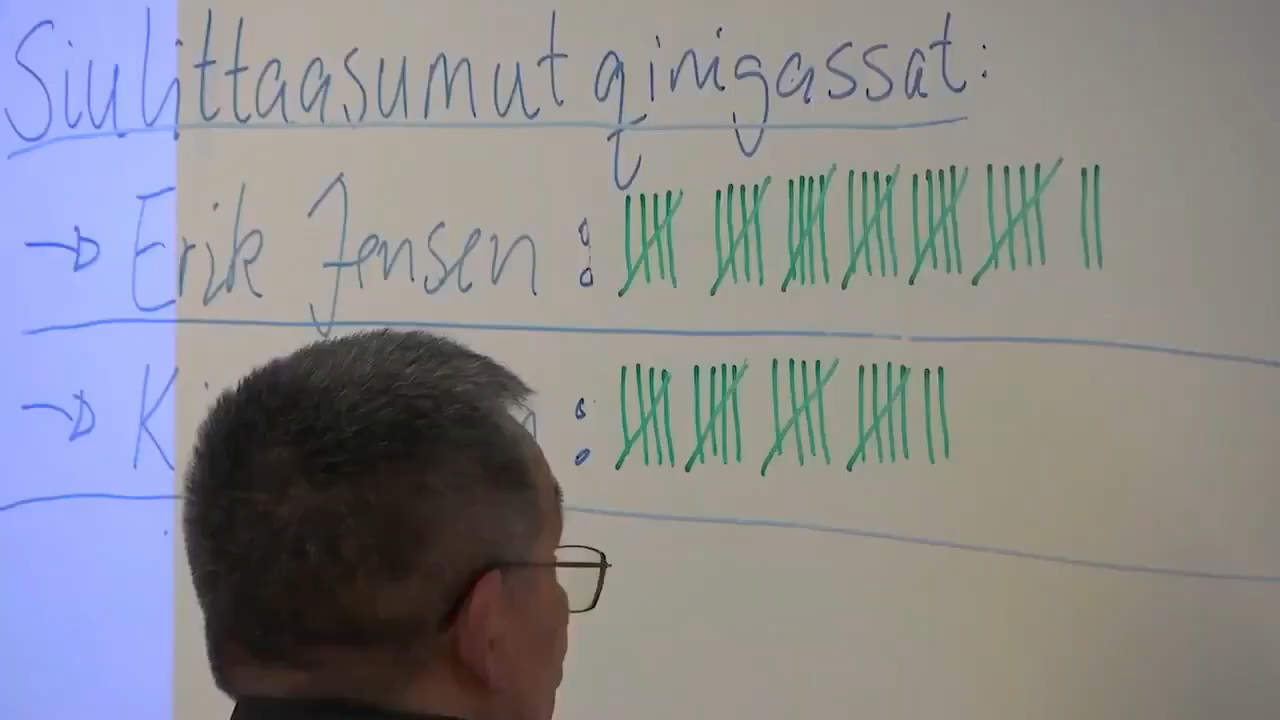 Siulittaasumut qinigassat:
→ Erik Jensen:
→ K